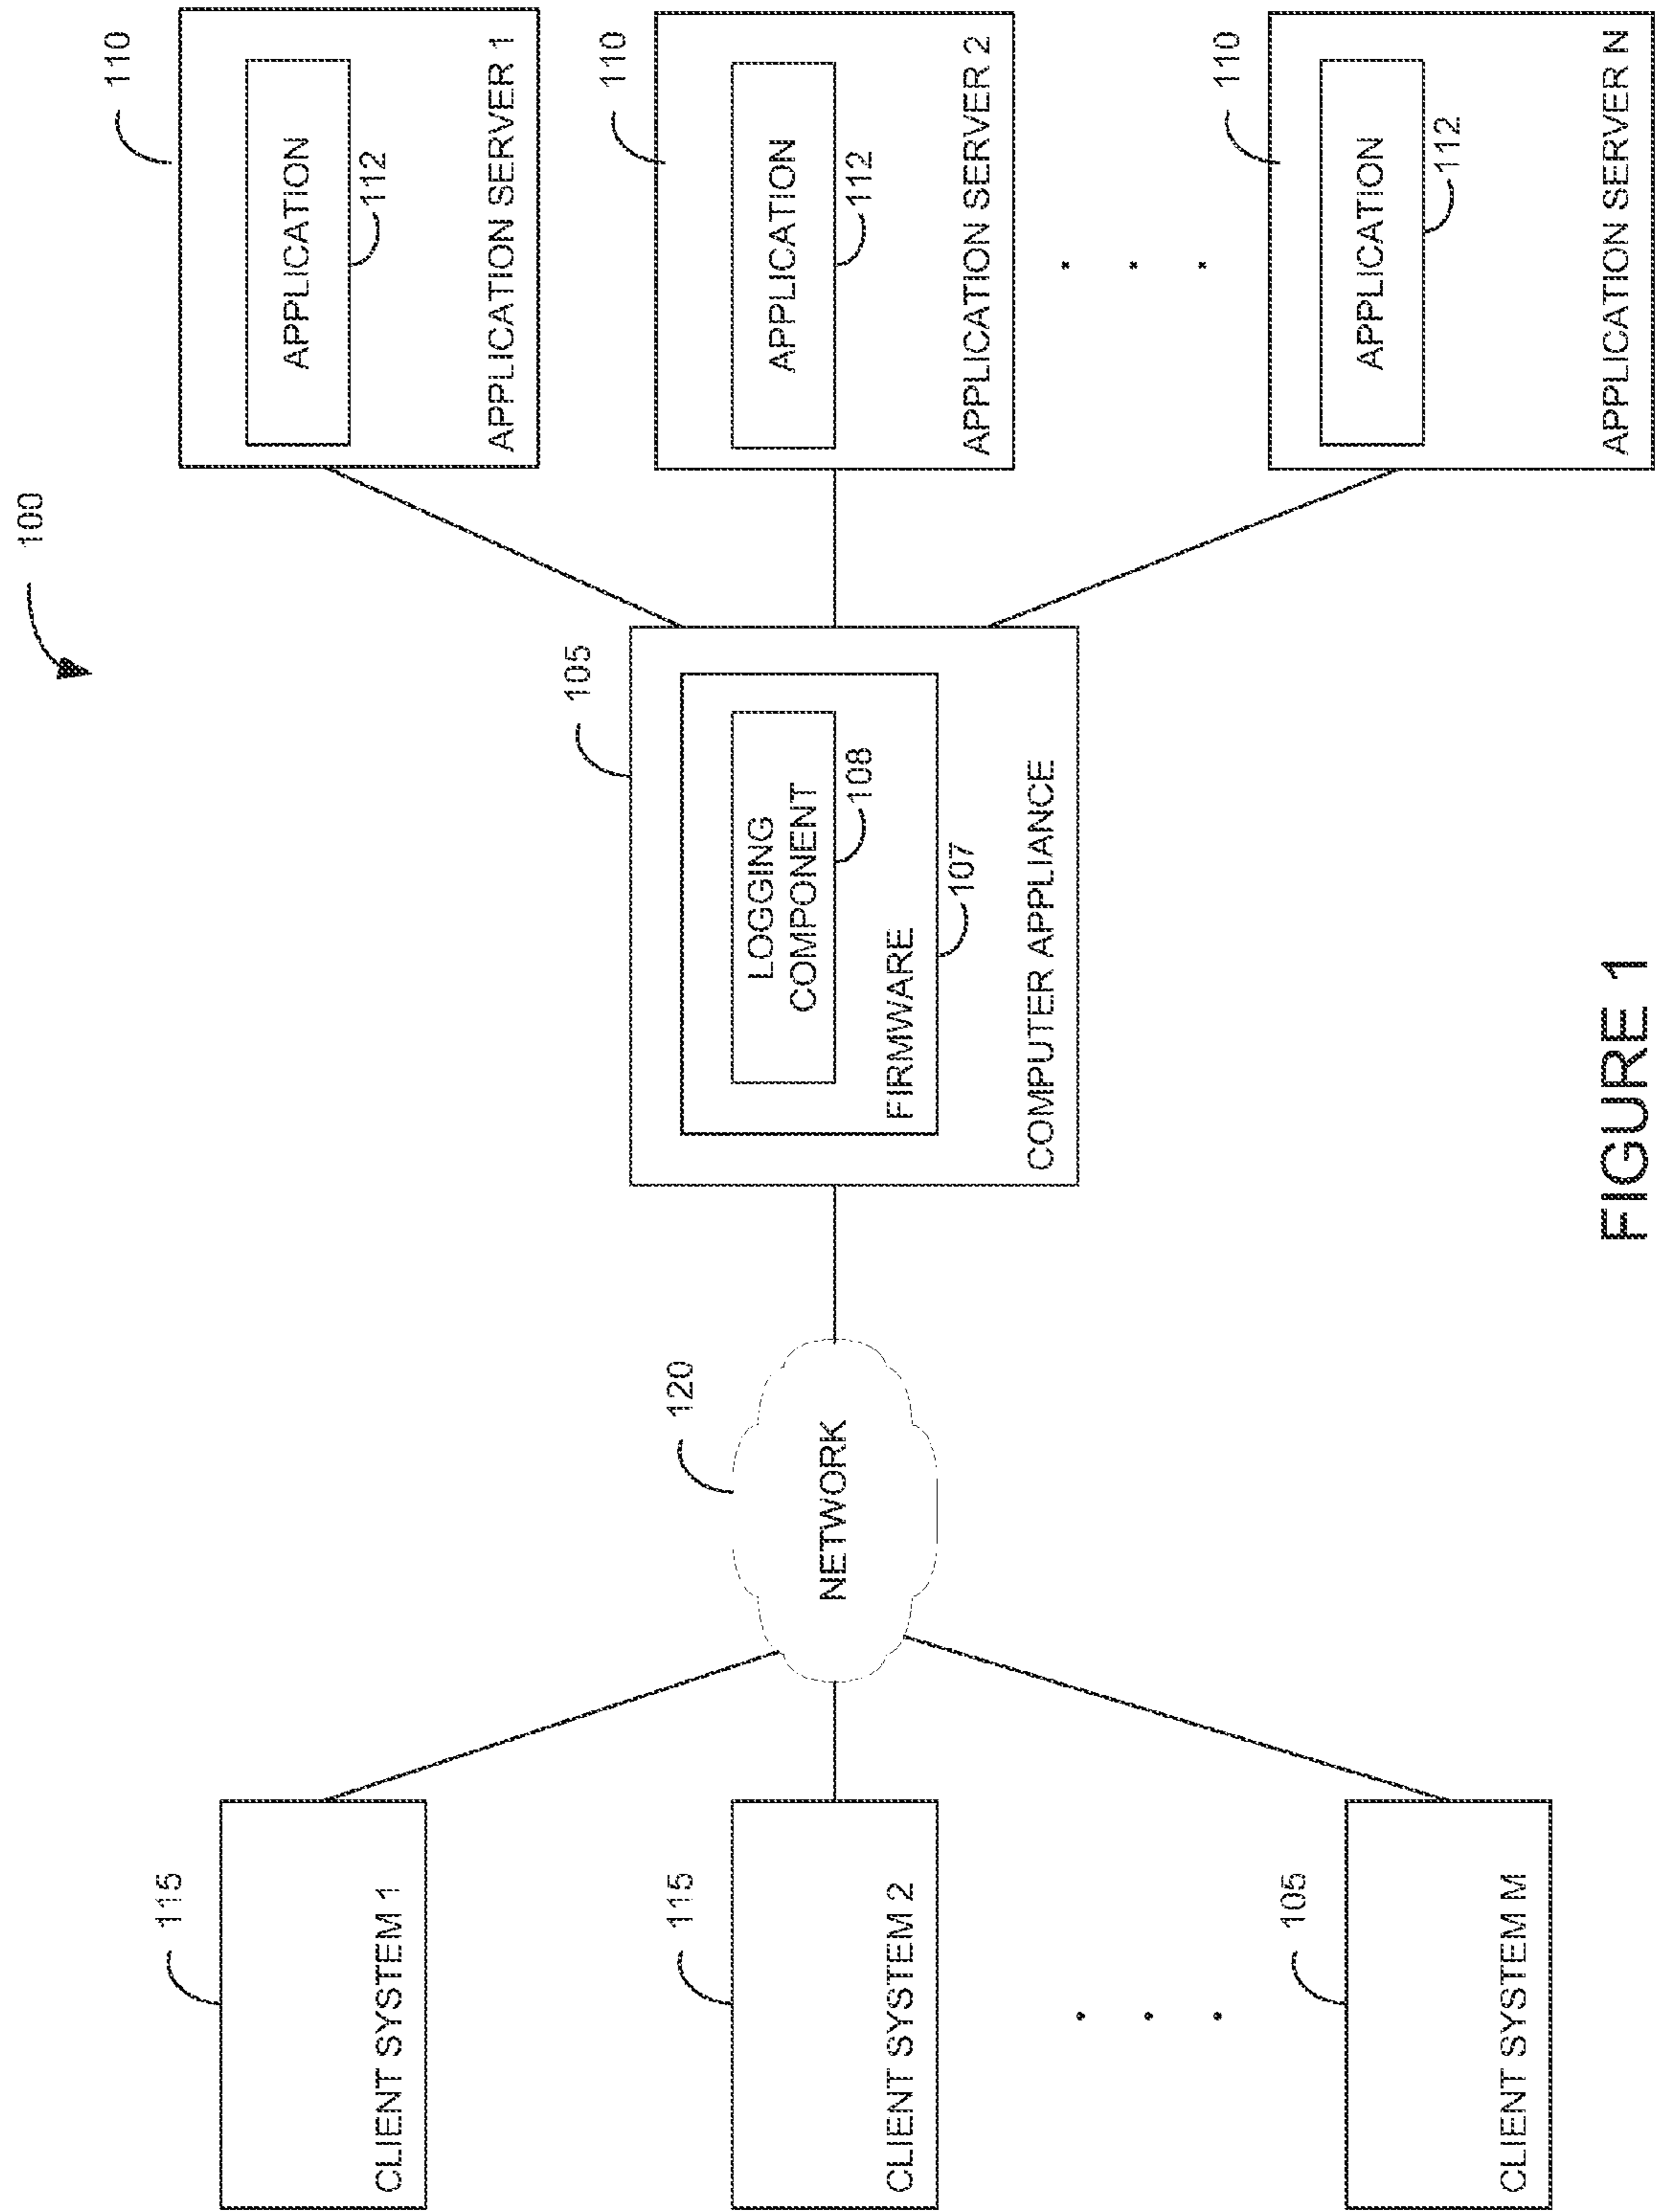 100
115
CLIENT SYSTEM 1
115
CLIENT SYSTEM 2
105
CLIENT SYSTEM M
120
NETWORK
105
LOGGING
COMPONENT
108
FIRMWARE
107
COMPUTER APPLIANCE
110
APPLICATION
112
APPLICATION SERVER 1
110
APPLICATION
112
APPLICATION SERVER 2
110
APPLICATION
112
APPLICATION SERVER N
FIGURE 1